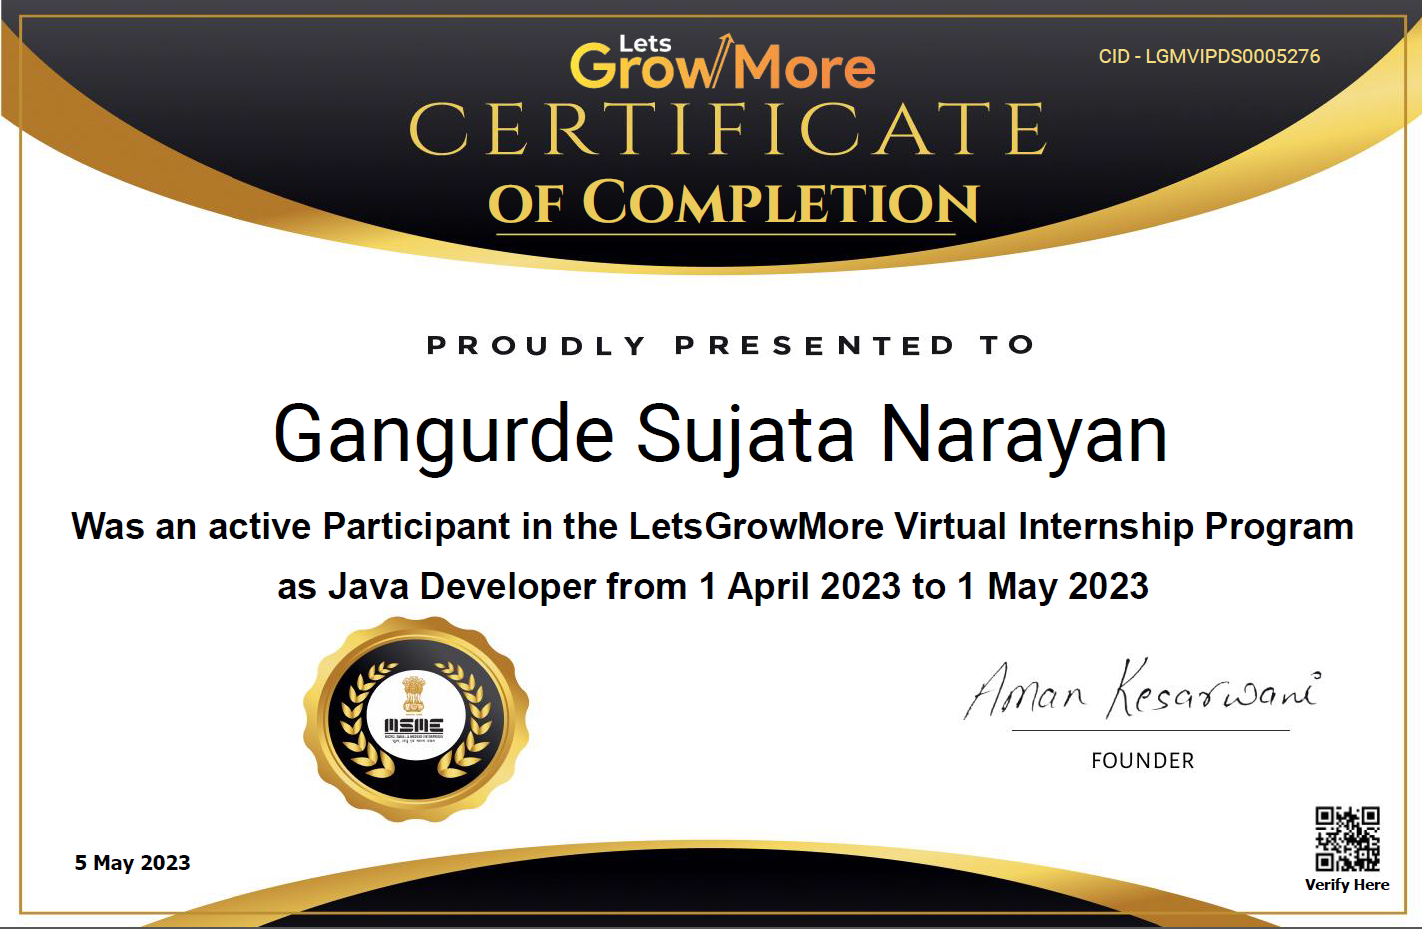 Lets
GrowMore
CID - LGMVIPDS0005276
CERTIFICATE
OF COMPLETION
PROUDLY PRESENTED TO
Gangurde Sujata Narayan
Was an active Participant in the LetsGrowMore Virtual Internship Program
as Java Developer from 1 April 2023 to 1 May 2023
MSME
Aman Kesarwani
FOUNDER
5 May 2023
Verify Here